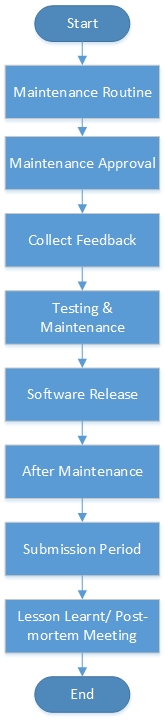 Start
Maintenance Routine
Maintenance Approval
Collect Feedback
Testing &
Maintenance
Software Release
After Maintenance
Submission Period
Lesson Learnt/ Post-
mortem Meeting
End